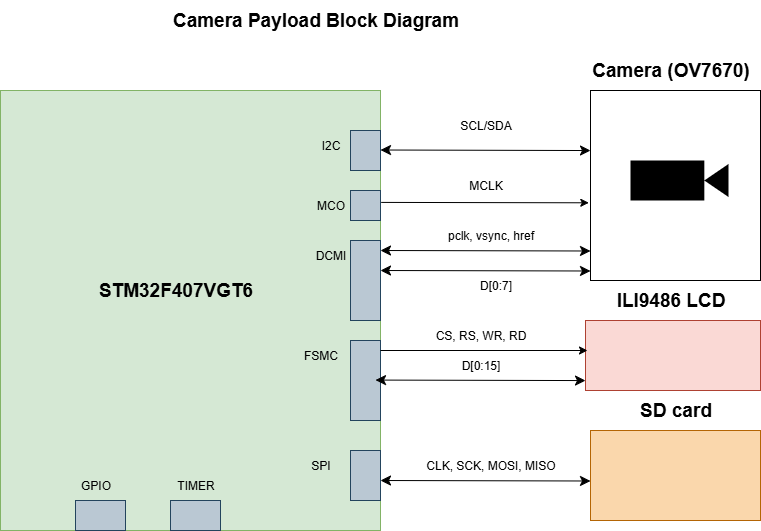 Camera Payload Block Diagram
Camera (OV7670)
SCL/SDA
I2C
MCLK
MCO
pclk, vsync, href
DCMI
D[0:7]
STM32F407VGT6
ILI9486 LCD
CS, RS, WR, RD
FSMC
D[0:15]
SD card
SPI
CLK, SCK, MOSI, MISO
GPIO
TIMER